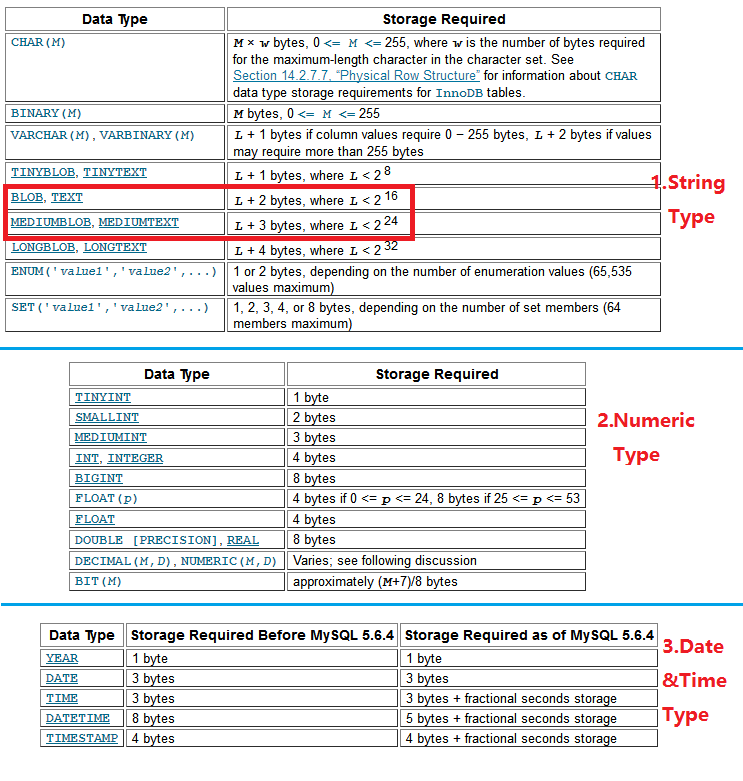 Data Type Storage Required
CHAR(M) M × w bytes, 0 <= M <= 255, where w is the number of bytes required
for the maximum-length character in the character set. See
Section 14.2.7.7, “Physical Row Structure” for information about CHAR
data type storage requirements for InnoDB tables.
BINARY(M) M bytes, 0 <= M <= 255
VARCHAR(M), VARBINARY(M) L + 1 bytes if column values require 0 − 255 bytes, L + 2 bytes if values
may require more than 255 bytes
TINYBLOB, TINYTEXT L + 1 bytes, where L < 2 8
BLOB, TEXT L + 2 bytes, where L < 2 16
MEDIUMBLOB, MEDIUMTEXT L + 3 bytes, where L < 2 24
LONGBLOB, LONGTEXT L + 4 bytes, where L < 2 32
ENUM('value1','value2',...) 1 or 2 bytes, depending on the number of enumeration values (65,535
values maximum)
SET('value1','value2',...) 1, 2, 3, 4, or 8 bytes, depending on the number of set members (64
members maximum)
1.String
Type
Data Type Storage Required
TINYINT 1 byte
SMALLINT 2 bytes
MEDIUMINT 3 bytes
INT, INTEGER 4 bytes
BIGINT 8 bytes
FLOAT(p) 4 bytes if 0 <= p <= 24, 8 bytes if 25 <= p <= 53
FLOAT 4 bytes
DOUBLE [PRECISION], REAL 8 bytes
DECIMAL(M,D), NUMERIC(M,D) Varies; see following discussion
BIT(M) approximately (M+7)/8 bytes
2.Numeric
Type
Data Type Storage Required Before MySQL 5.6.4 Storage Required as of MySQL 5.6.4
YEAR 1 byte 1 byte
DATE 3 bytes 3 bytes
TIME 3 bytes 3 bytes + fractional seconds storage
DATETIME 8 bytes 5 bytes + fractional seconds storage
TIMESTAMP 4 bytes 4 bytes + fractional seconds storage
3.Date
&Time
Type